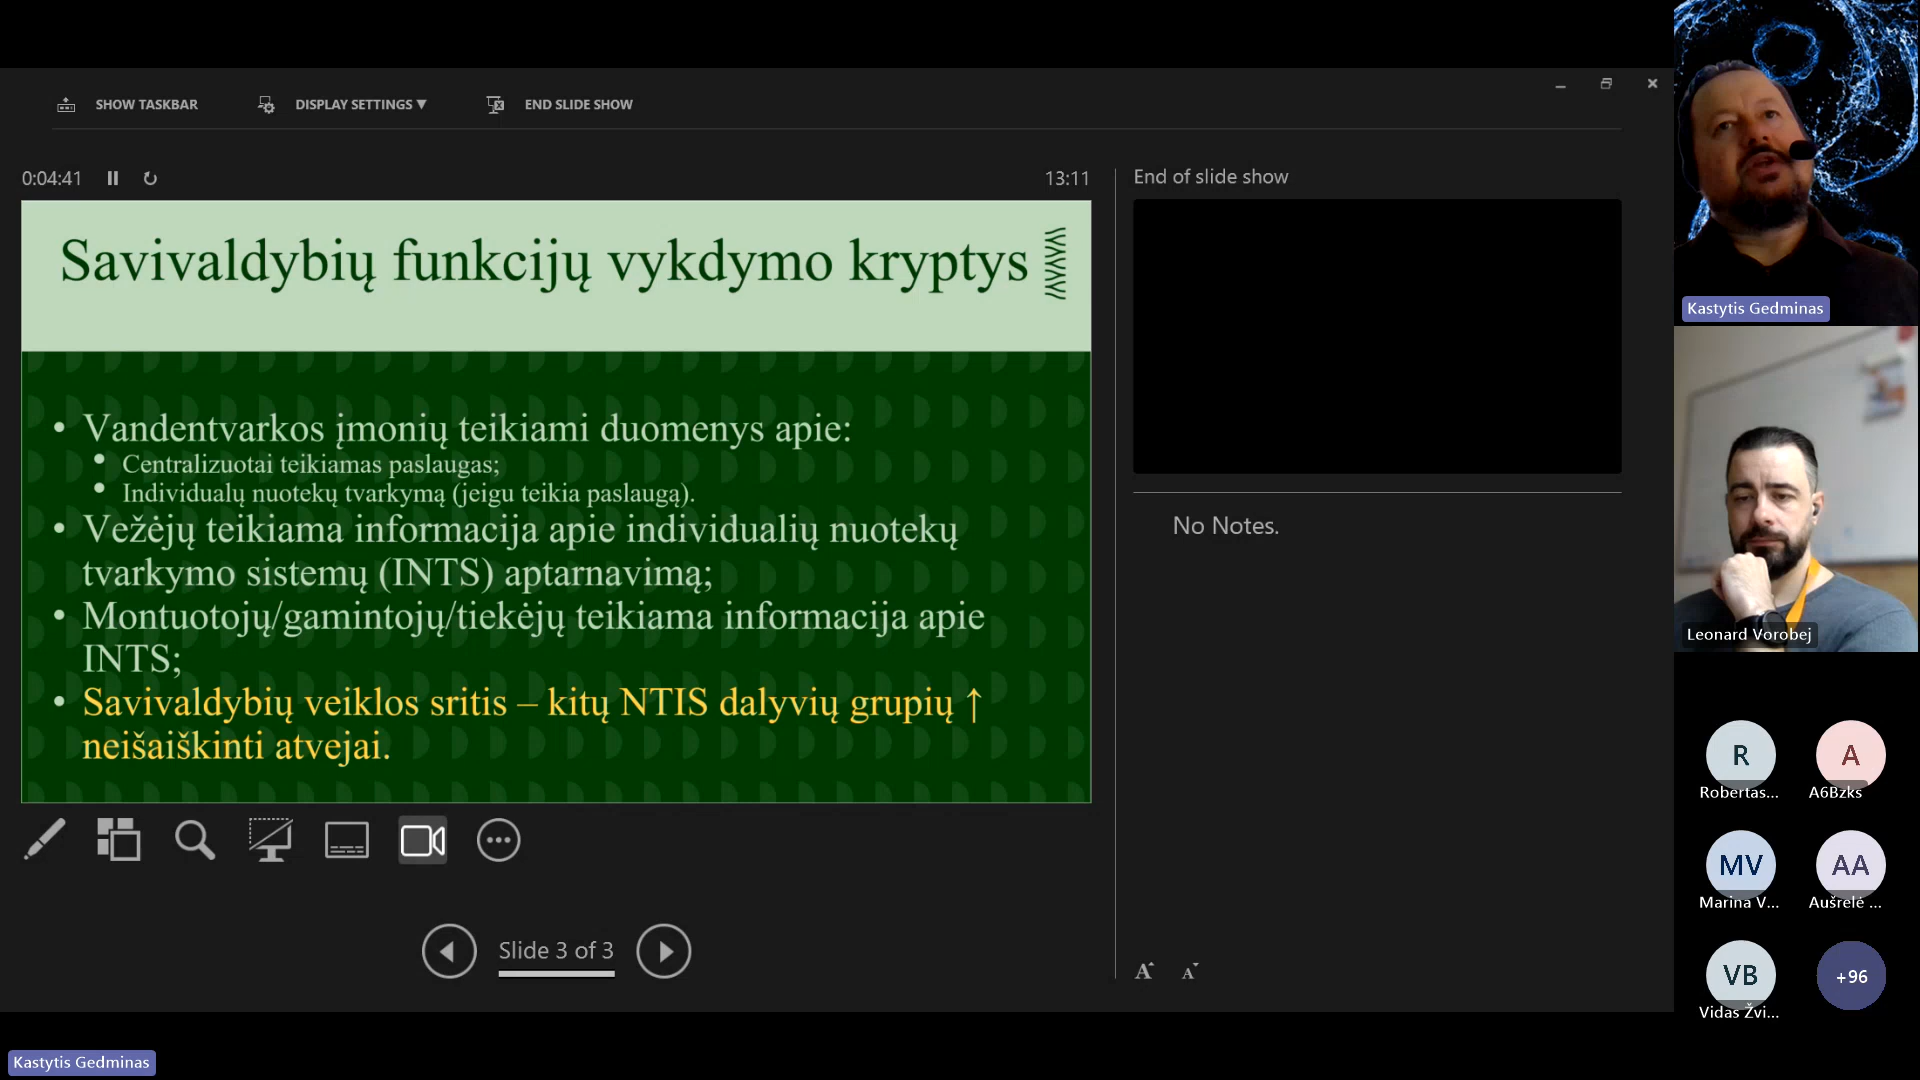 SHOW TASKBAR
DISPLAY SETTINGS ▼
END SLIDE SHOW
0:04:41
13:11
Savivaldybių funkcijų vykdymo kryptys
• Vandentvarkos įmonių teikiami duomenys apie:
• Centralizuotai teikiamas paslaugas;
• Individualų nuotekų tvarkymą (jeigu teikia paslaugą).
• Vežėjų teikiama informacija apie individualių nuotekų
tvarkymo sistemų (INTS) aptarnavimą;
• Montuotojų/gamintojų/tiekėjų teikiama informacija apie
INTS;
• Savivaldybių veiklos sritis – kitų NTIS dalyvių grupių ↑
neišaiškinti atvejai.
Slide 3 of 3
End of slide show
No Notes.
A A
Kastytis Gedminas
Leonard Vorobej
R
Robertas...
A
A6Bzks
MV
Marina V...
AA
Aušrelė ...
VB
Vidas Žvi...
+96
Kastytis Gedminas